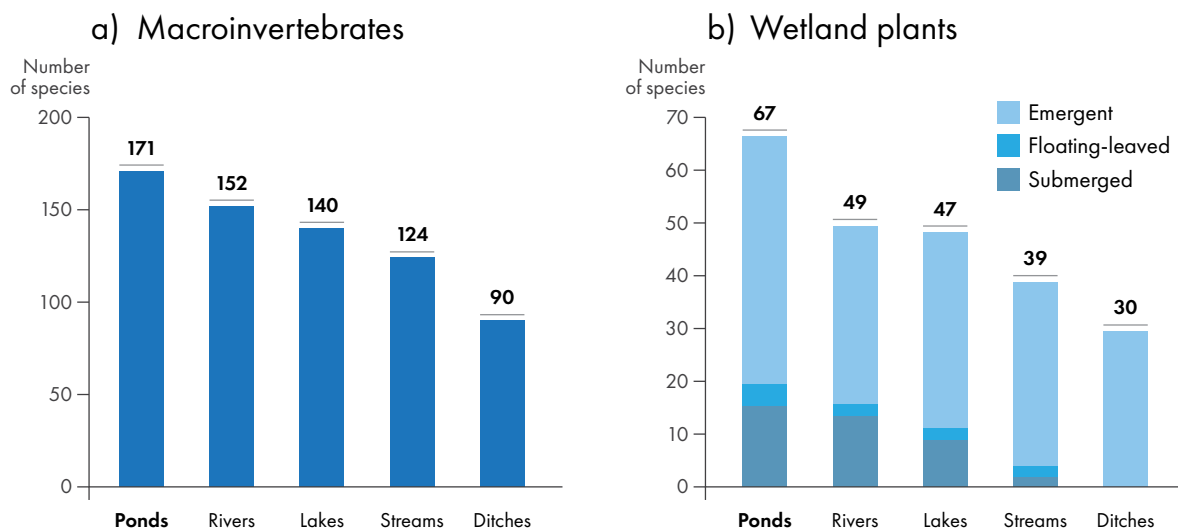 a) Macroinvertebrates
Number
of species
200
150
100
50
0
171
152
140
124
90
Ponds
Rivers
Lakes
Streams
Ditches
b) Wetland plants
Number
of species
70
60
50
40
30
20
10
0
67
49
47
39
30
Emergent
Floating-leaved
Submerged
Ponds
Rivers
Lakes
Streams
Ditches